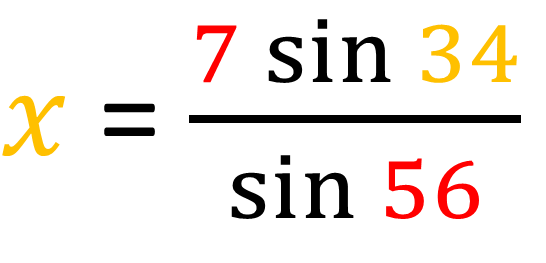 x = 7 sin 34
sin 56